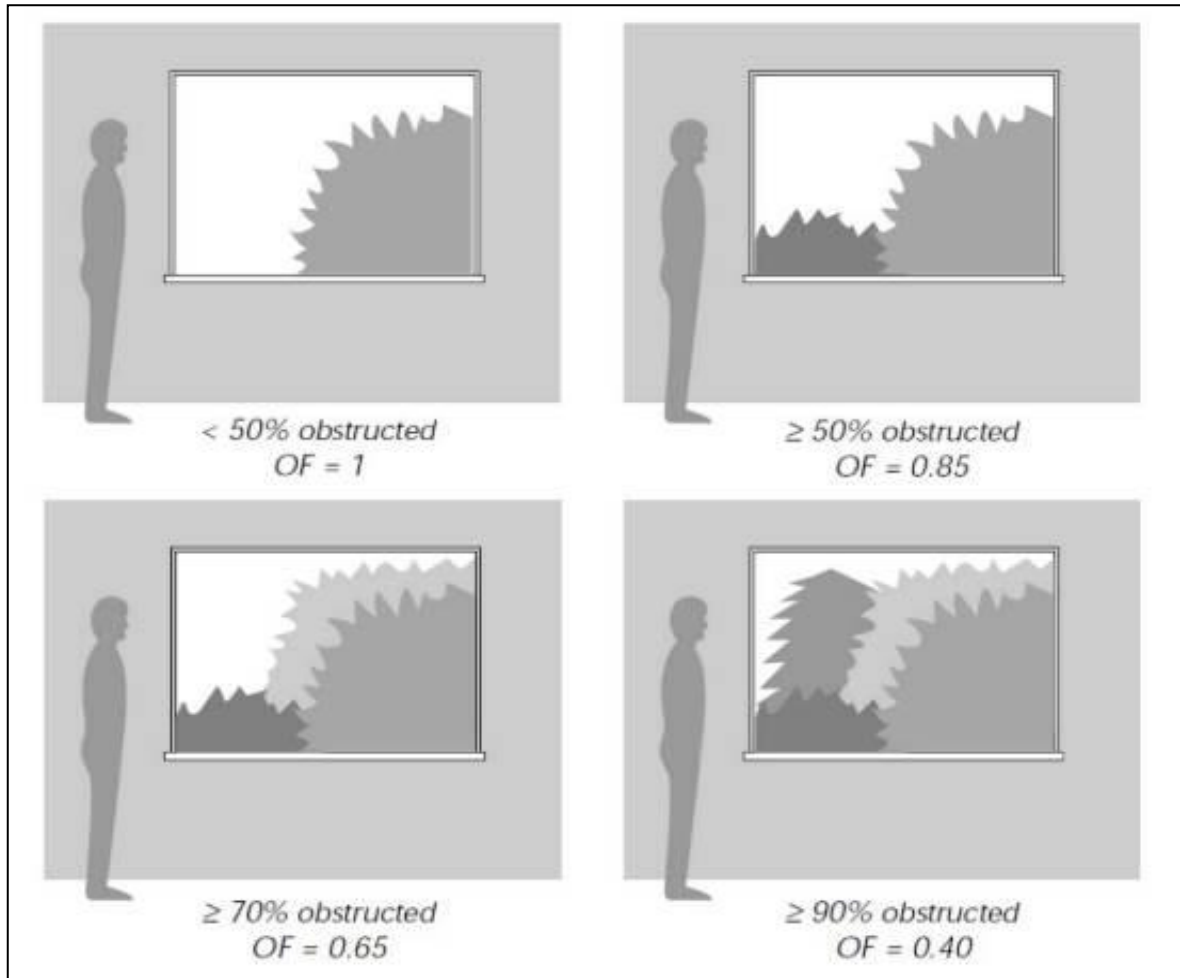 < 50% obstructed
OF = 1
≥ 50% obstructed
OF = 0.85
≥ 70% obstructed
OF = 0.65
≥ 90% obstructed
OF = 0.40